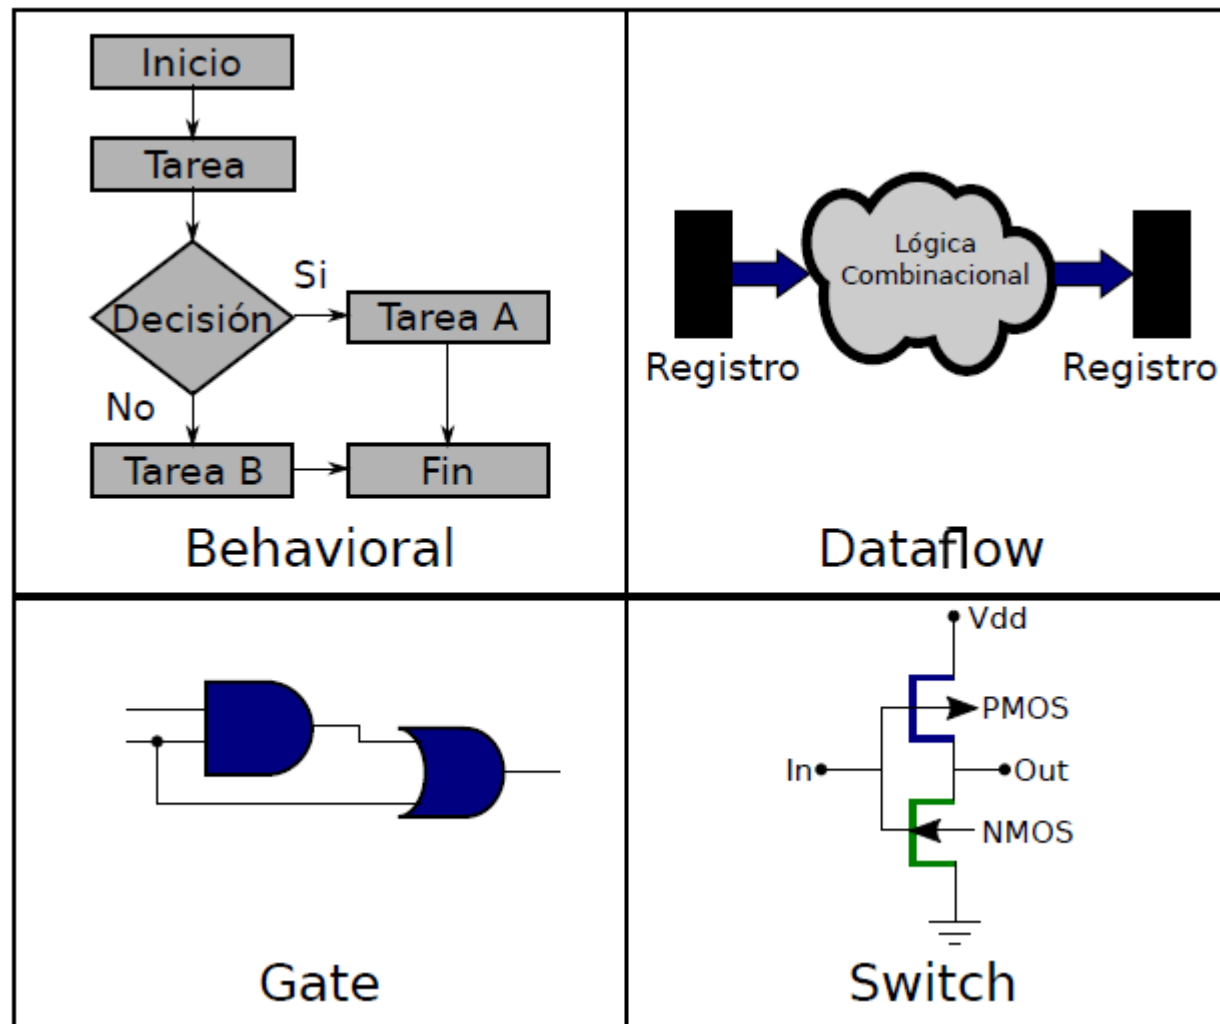 Inicio
Tarea
Decisión
Si
Tarea A
No
Tarea B
Fin
Behavioral
Lógica
Combinacional
Registro
Registro
Dataflow
Gate
Vdd
PMOS
In
Out
NMOS
Switch